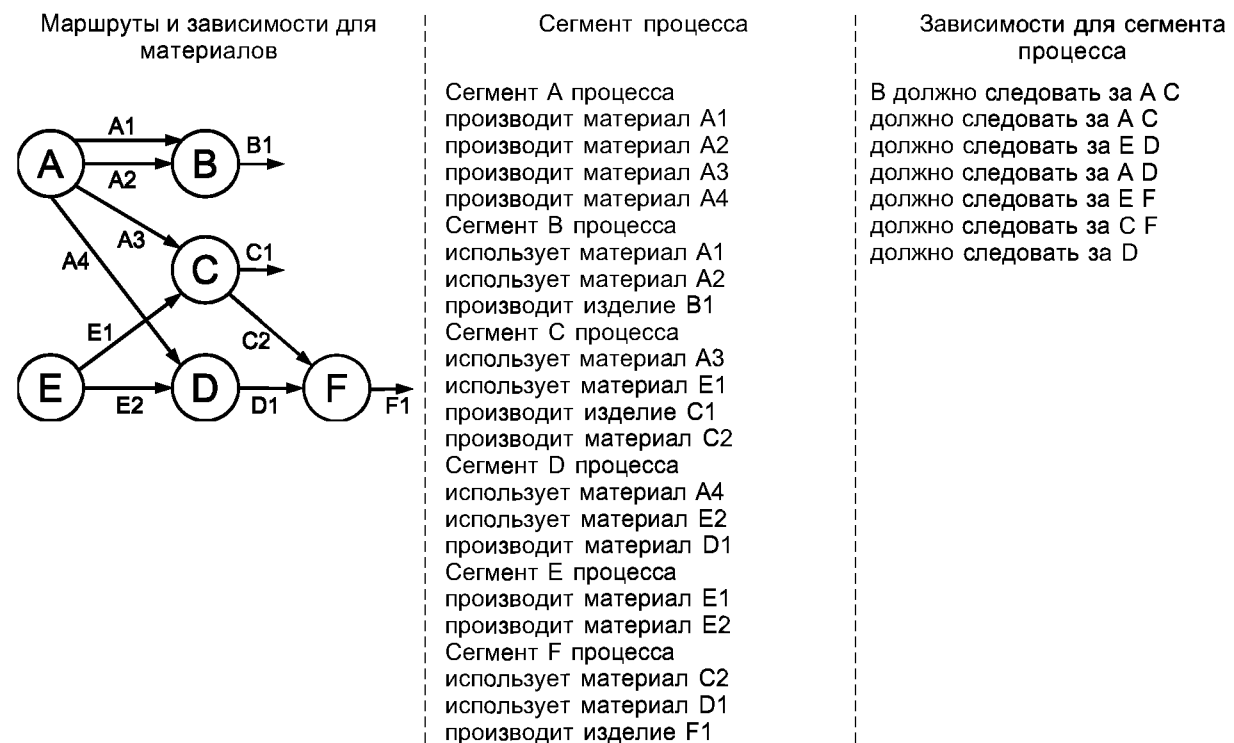 Маршруты и зависимости для
материалов
A1
A
B
B1
A2
A3
A4
C
C1
E1
C2
E
D
F
E2
D1
F1
Сегмент процесса
Сегмент A процесса
производит материал A1
производит материал A2
производит материал A3
производит материал A4
Сегмент B процесса
использует материал A1
использует материал A2
производит изделие B1
Сегмент C процесса
использует материал A3
использует материал E1
производит изделие C1
производит материал C2
Сегмент D процесса
использует материал A4
использует материал E2
производит материал D1
Сегмент E процесса
производит материал E1
производит материал E2
Сегмент F процесса
использует материал C2
использует материал D1
производит изделие F1
Зависимости для сегмента
процесса
B должно следовать за A C
должно следовать за A C
должно следовать за E D
должно следовать за A D
должно следовать за E F
должно следовать за C F
должно следовать за D